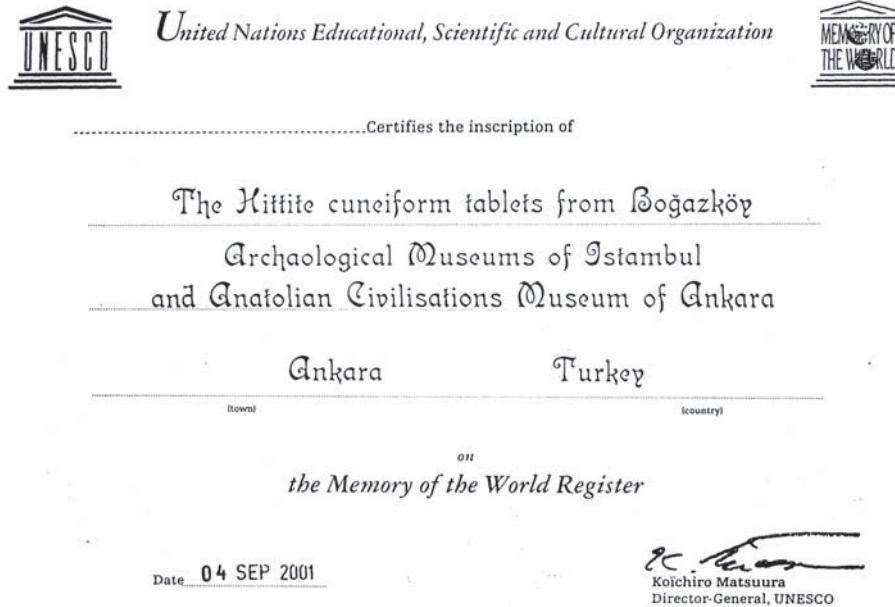 UNESCO
United Nations Educational, Scientific and Cultural Organization
MEMORY OF
THE WORLD
Certifies the inscription of
The Hittite cuneiform tablets from Boğazköy
Archaological Museums of Istambul
and Anatolian Civilisations Museum of Ankara
Ankara Turkey
(town) (country)
on
the Memory of the World Register
Date 04 SEP 2001
Koïchiro Matsuura
Director-General, UNESCO